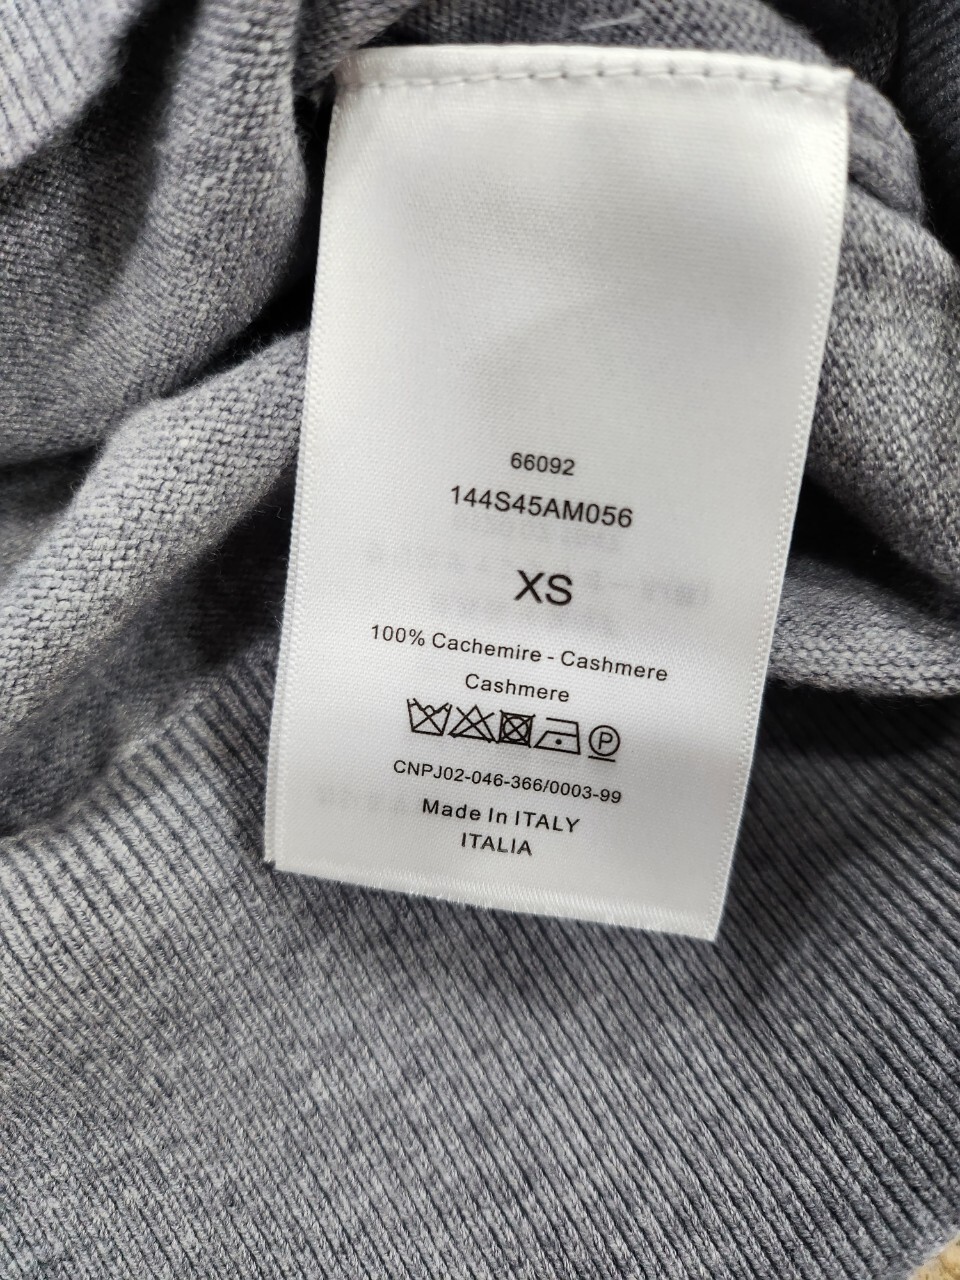 66092
144S45AM056
XS
100% Cachemire - Cashmere
Cashmere
P
CNPJ02-046-366/0003-99
Made In ITALY
ITALIA